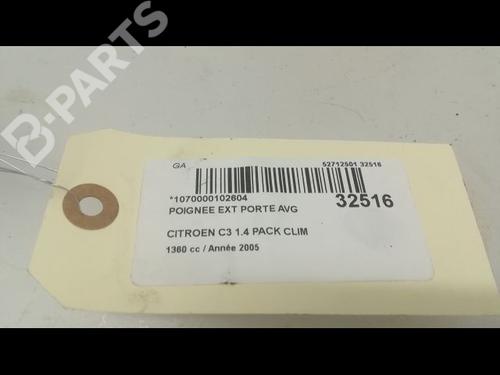 B-PARTS
GA 52712501 32516
*1070000102604
POIGNEE EXT PORTE AVG 32516
CITROEN C3 1.4 PACK CLIM
1360 cc / Année 2005